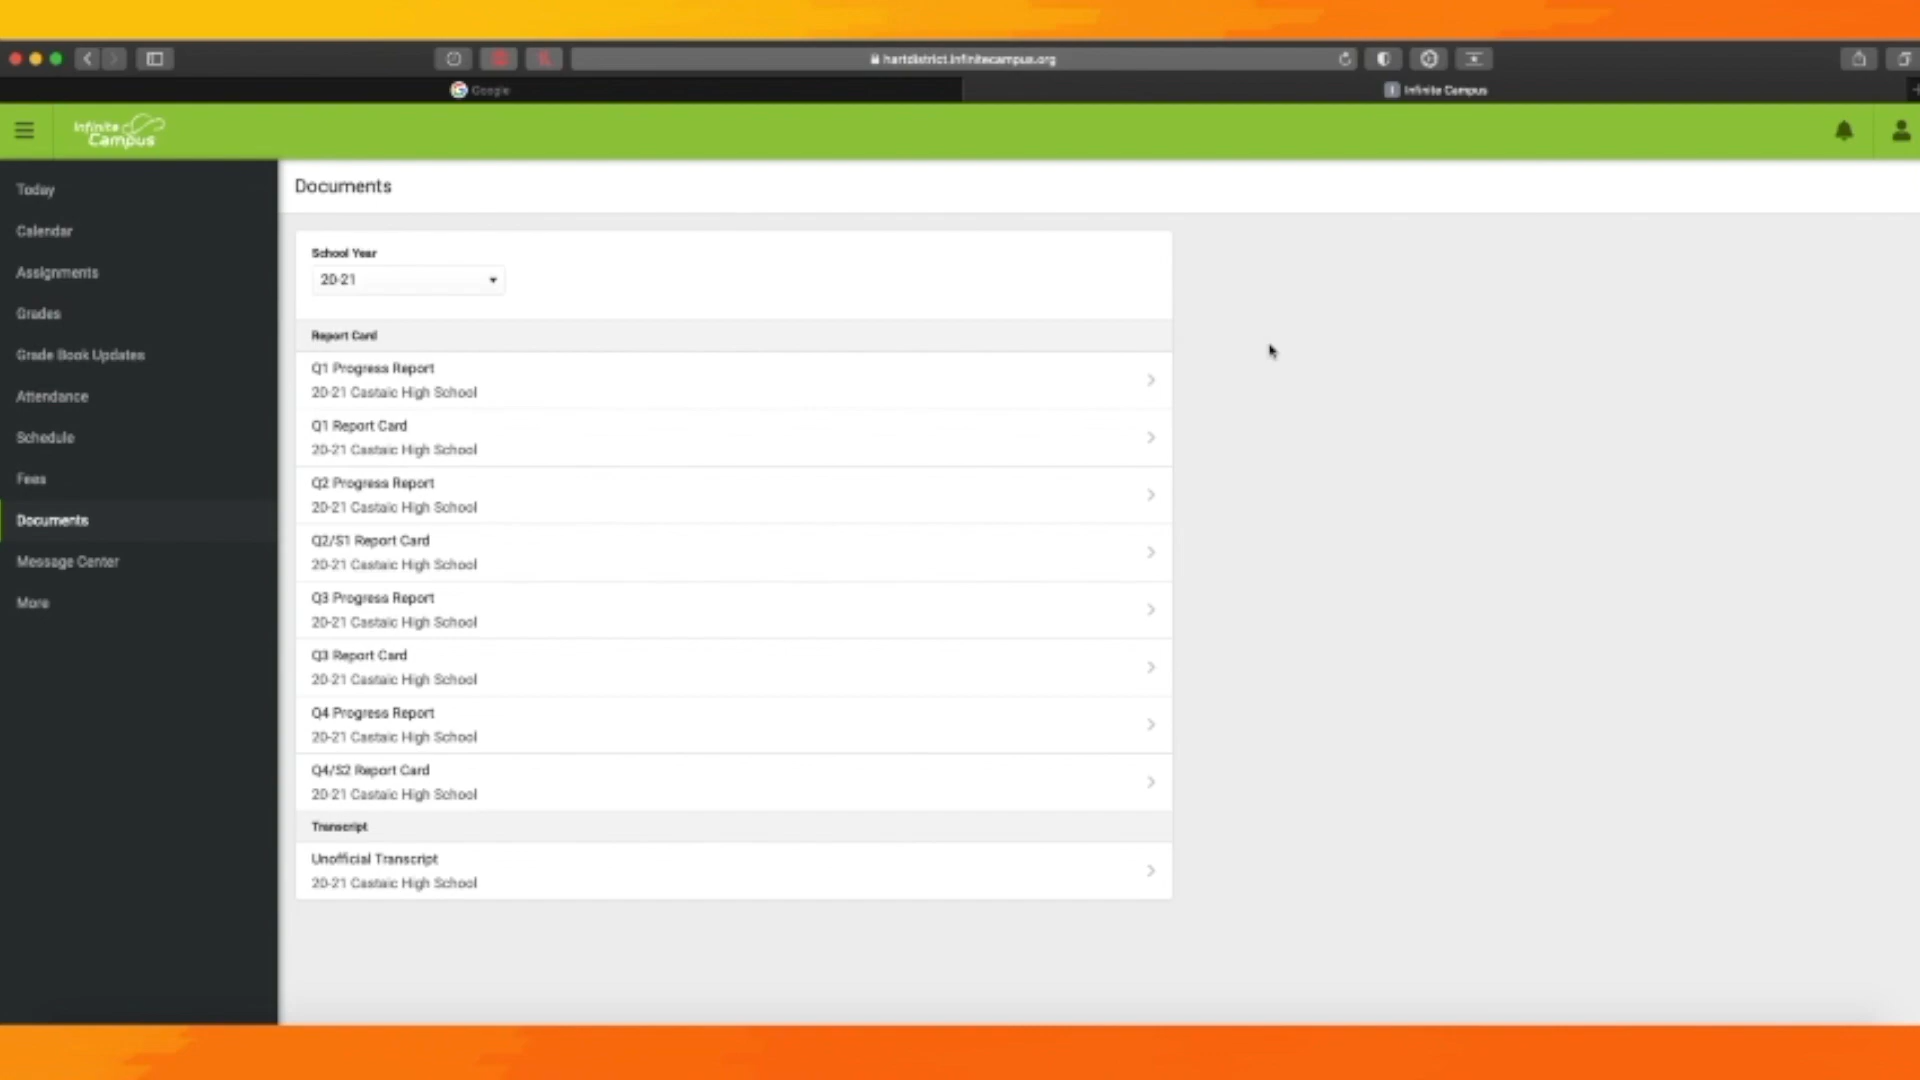 hartdistrict.infinitecampus.org
Google
Infinite Campus
Infinite
Campus
Today
Calendar
Assignments
Grades
Grade Book Updates
Attendance
Schedule
Fees
Documents
Message Center
More
Documents
School Year
20-21
Report Card
Q1 Progress Report
20-21 Castaic High School
Q1 Report Card
20-21 Castaic High School
Q2 Progress Report
20-21 Castaic High School
Q2/S1 Report Card
20-21 Castaic High School
Q3 Progress Report
20-21 Castaic High School
Q3 Report Card
20-21 Castaic High School
Q4 Progress Report
20-21 Castaic High School
Q4/S2 Report Card
20-21 Castaic High School
Transcript
Unofficial Transcript
20-21 Castaic High School